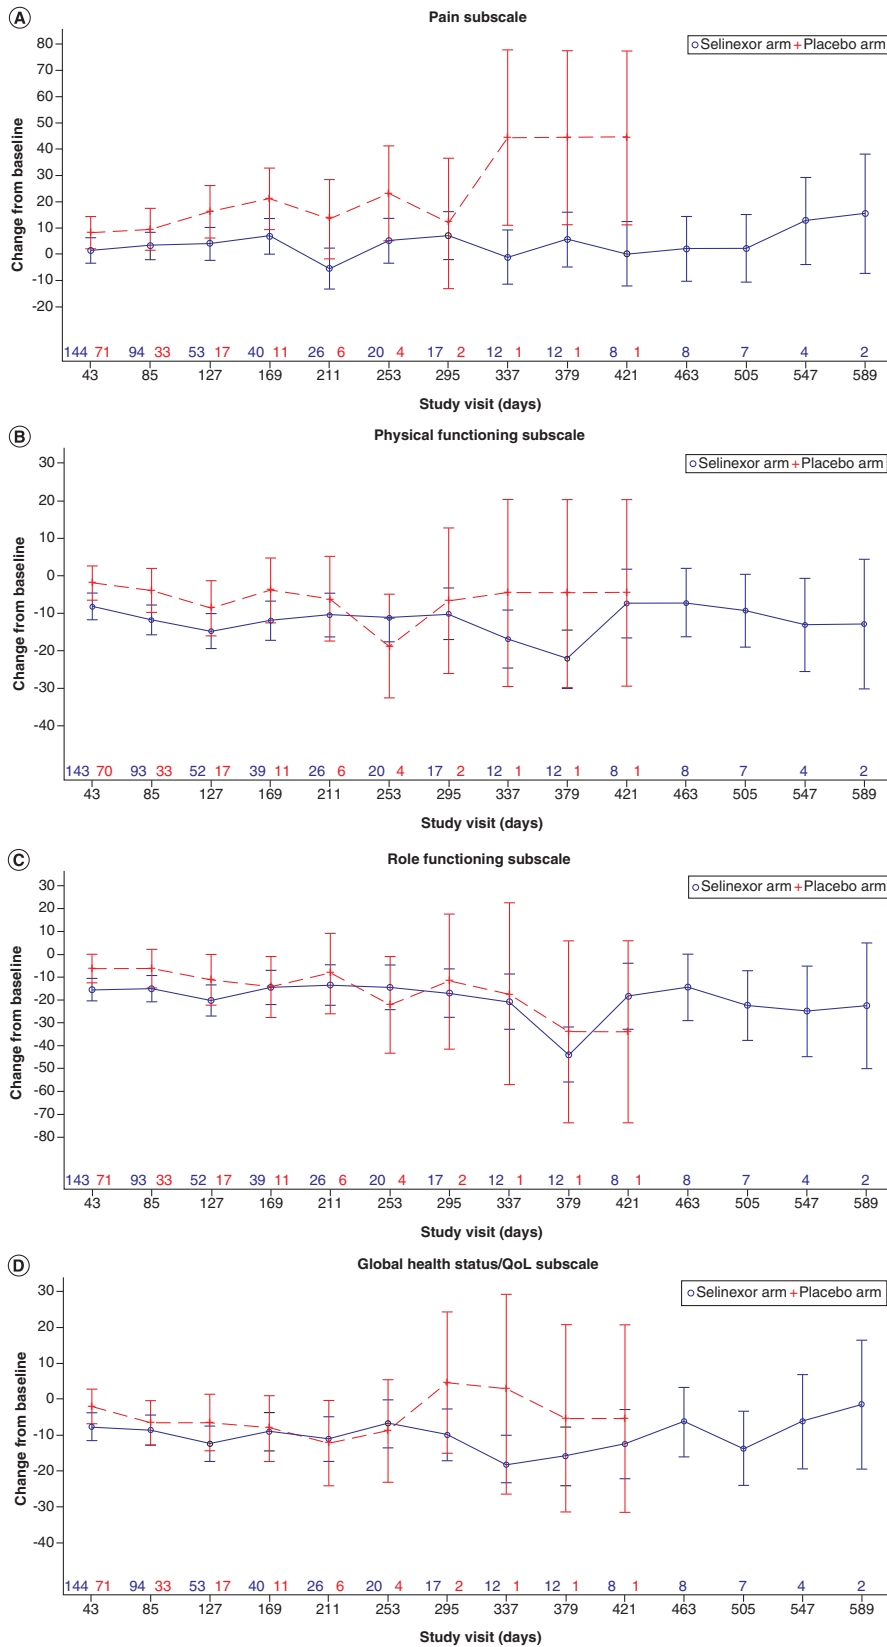 A
Pain subscale
Selinexor arm + Placebo arm
Change from baseline
80
70
60
50
40
30
20
10
0
-10
-20
144 71 94 33 53 17 40 11 26 6 20 4 17 2 12 1 12 1 8 1 8 7 4 2
43 85 127 169 211 253 295 337 379 421 463 505 547 589
Study visit (days)
B
Physical functioning subscale
Selinexor arm + Placebo arm
Change from baseline
30
20
10
0
-10
-20
-30
-40
143 70 93 33 52 17 39 11 26 6 20 4 17 2 12 1 12 1 8 1 8 7 4 2
43 85 127 169 211 253 295 337 379 421 463 505 547 589
Study visit (days)
C
Role functioning subscale
Selinexor arm + Placebo arm
Change from baseline
30
20
10
0
-10
-20
-30
-40
-50
-60
-70
-80
143 71 93 33 52 17 39 11 26 6 20 4 17 2 12 1 12 1 8 1 8 7 4 2
43 85 127 169 211 253 295 337 379 421 463 505 547 589
Study visit (days)
D
Global health status/QoL subscale
Selinexor arm + Placebo arm
Change from baseline
30
20
10
0
-10
-20
-30
-40
144 71 94 33 53 17 40 11 26 6 20 4 17 2 12 1 12 1 8 1 8 7 4 2
43 85 127 169 211 253 295 337 379 421 463 505 547 589
Study visit (days)